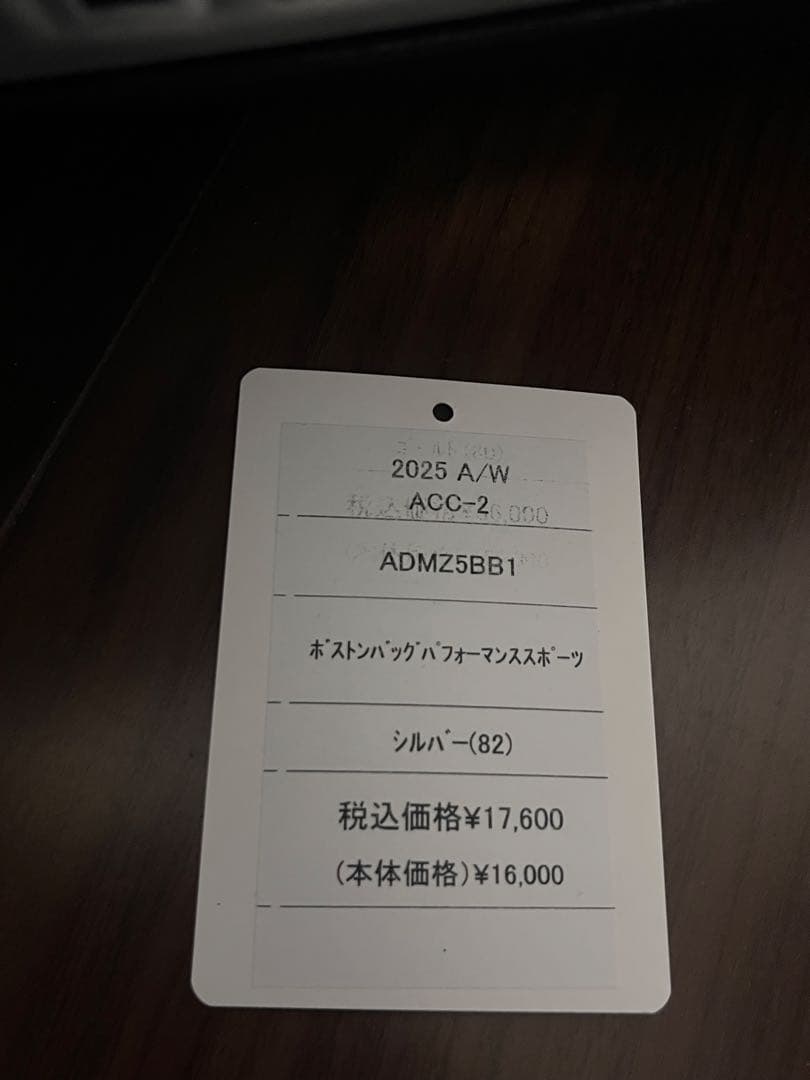 2025 A/W
ACC-2
ADMZ5BB1
ﾎﾞｽﾄﾝﾊﾞｯｸﾞﾊﾟﾌｫｰﾏﾝｽｽﾎﾟｰﾂ
ｼﾙﾊﾞｰ(82)
税込価格¥17,600
(本体価格)¥16,000